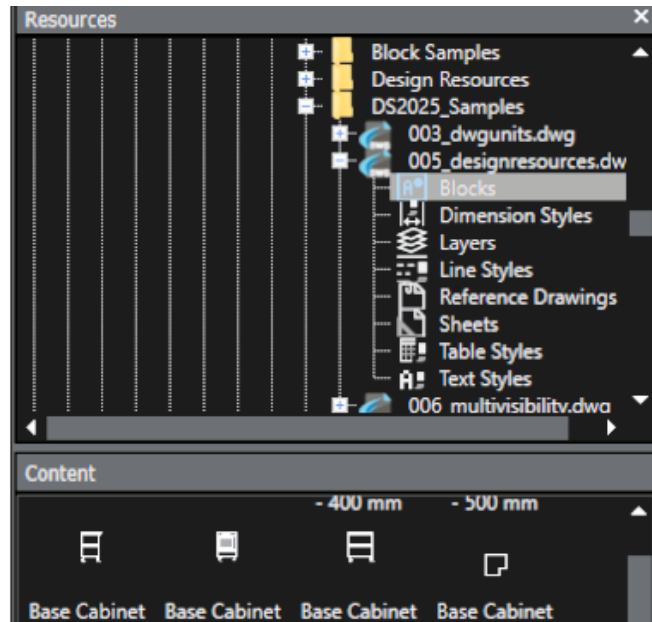 Resources
Block Samples
Design Resources
DS2025_Samples
003_dwgunits.dwg
005_designresources.dw
Blocks
Dimension Styles
Layers
Line Styles
Reference Drawings
Sheets
Table Styles
Text Styles
006_multivisibility.dwg
Content
- 400 mm - 500 mm
Base Cabinet Base Cabinet Base Cabinet Base Cabinet